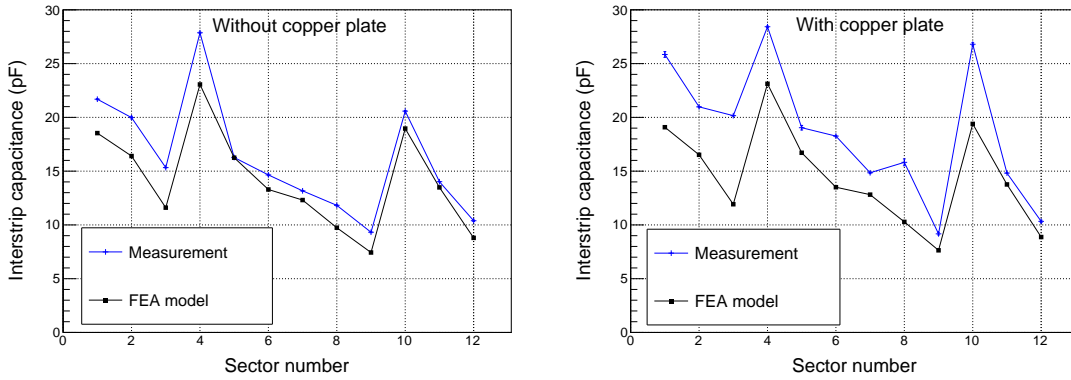 Without copper plate
Interstrip capacitance (pF)
30
25
20
15
10
5
0
Measurement
FEA model
0 2 4 6 8 10 12
Sector number
With copper plate
Interstrip capacitance (pF)
30
25
20
15
10
5
0
Measurement
FEA model
0 2 4 6 8 10 12
Sector number